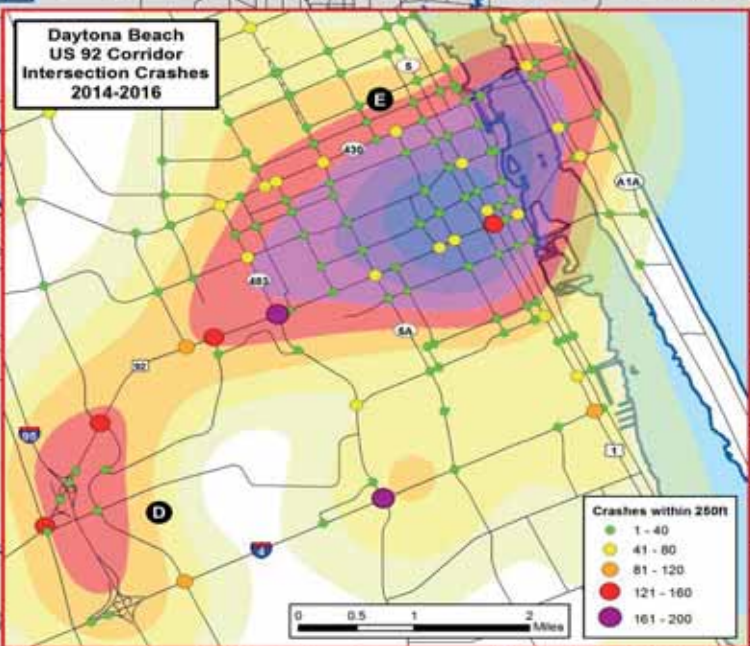 Daytona Beach
US 92 Corridor
Intersection Crashes
2014-2016
5
E
430
A1A
483
5A
92
95
1
D
4
Crashes within 250ft
1 - 40
41 - 80
81 - 120
121 - 160
161 - 200
0 0.5 1 2
Miles